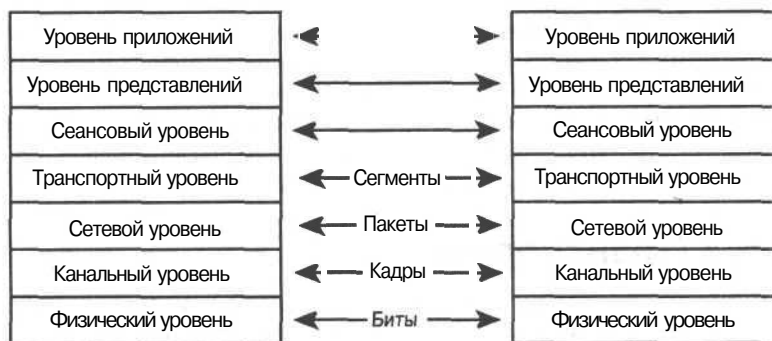 Уровень приложений Уровень приложений
Уровень представлений Уровень представлений
Сеансовый уровень Сеансовый уровень
Транспортный уровень Сегменты Транспортный уровень
Сетевой уровень Пакеты Сетевой уровень
Канальный уровень Кадры Канальный уровень
Физический уровень Биты Физический уровень